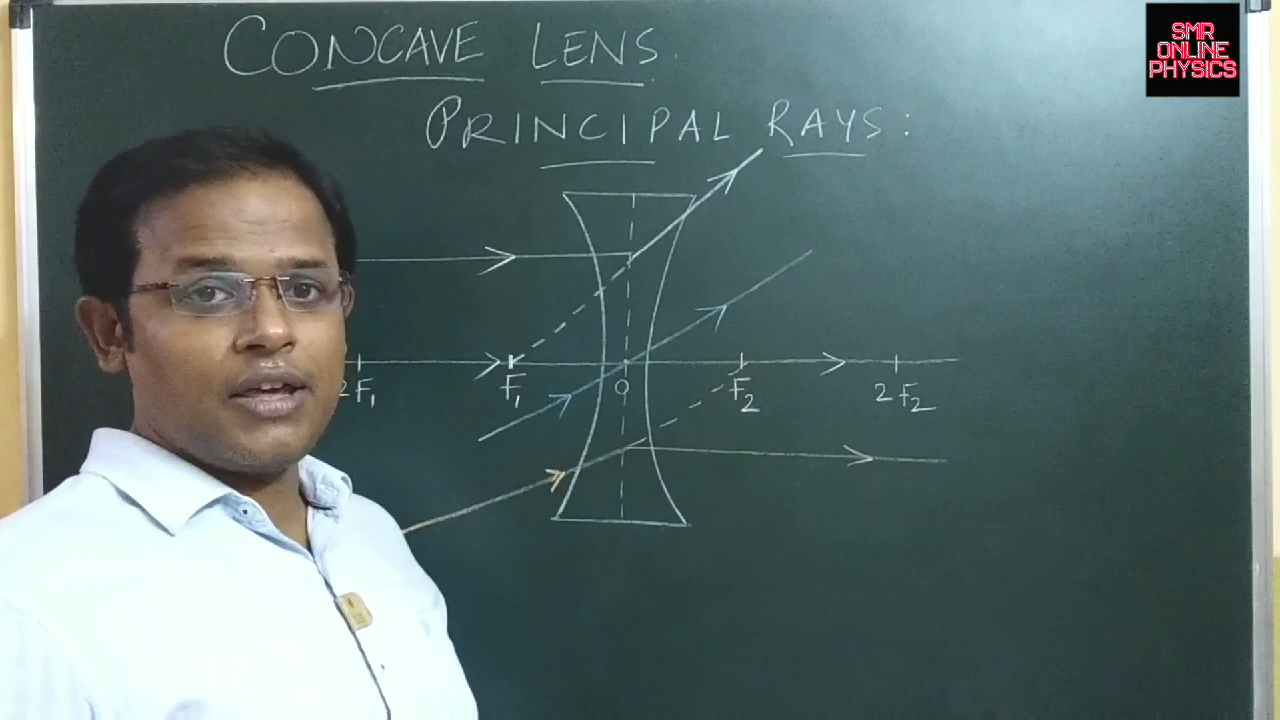 CONCAVE LENS
PRINCIPAL RAYS:
SMR
ONLINE
PHYSICS
2F₁ F₁ O F₂ 2F₂